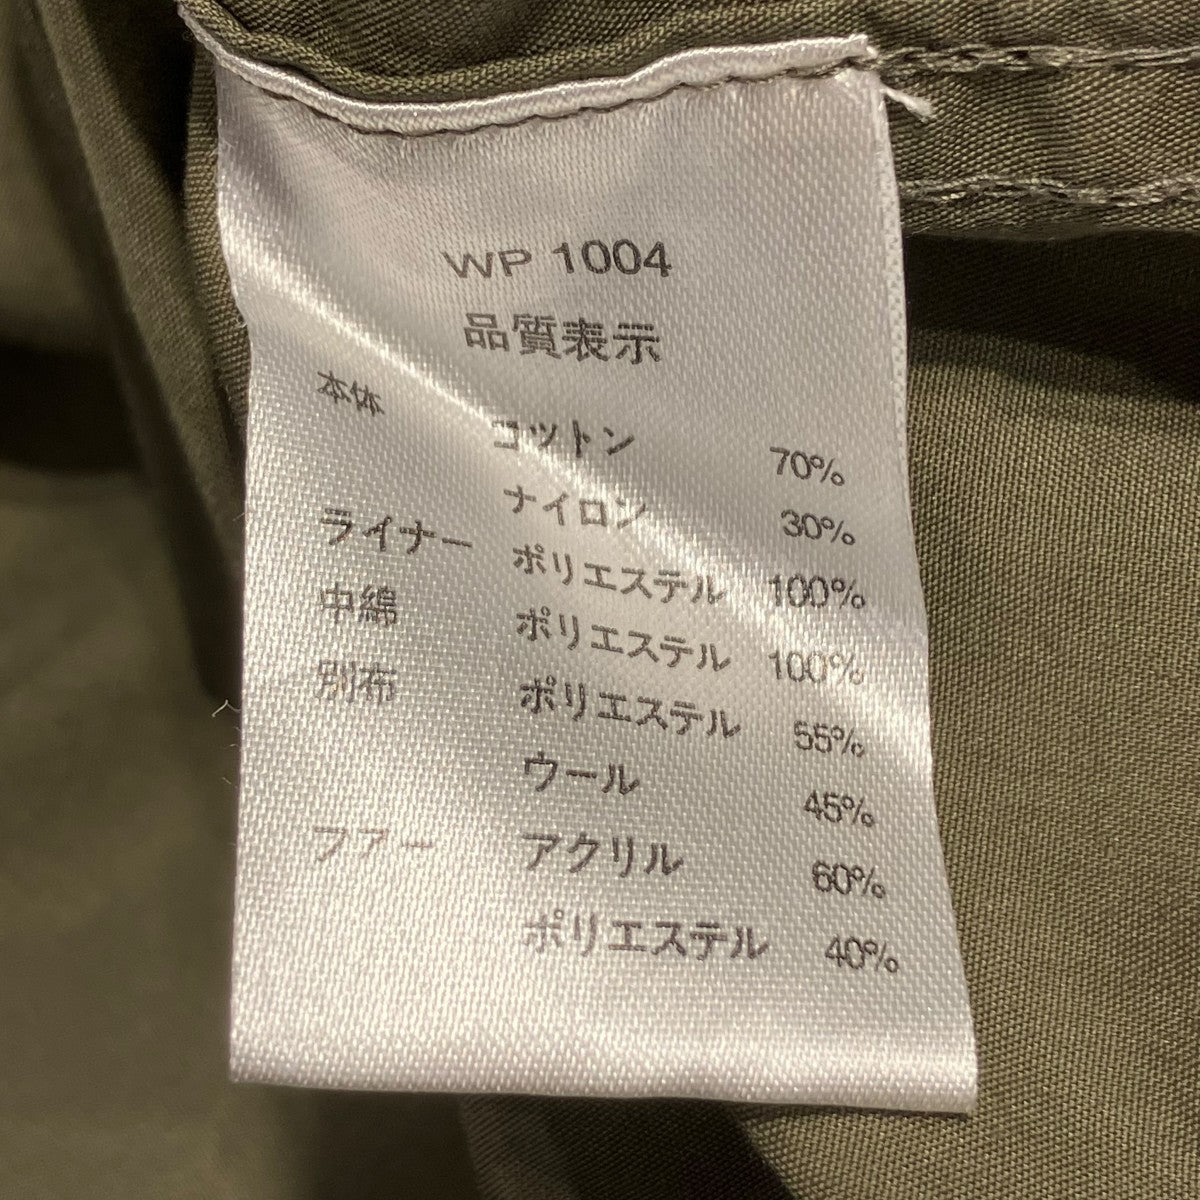 WP 1004
品質表示
本体 コットン 70%
ナイロン 30%
ライナー ポリエステル 100%
中綿 ポリエステル 100%
別布 ポリエステル 55%
ウール 45%
フアー アクリル 60%
ポリエステル 40%